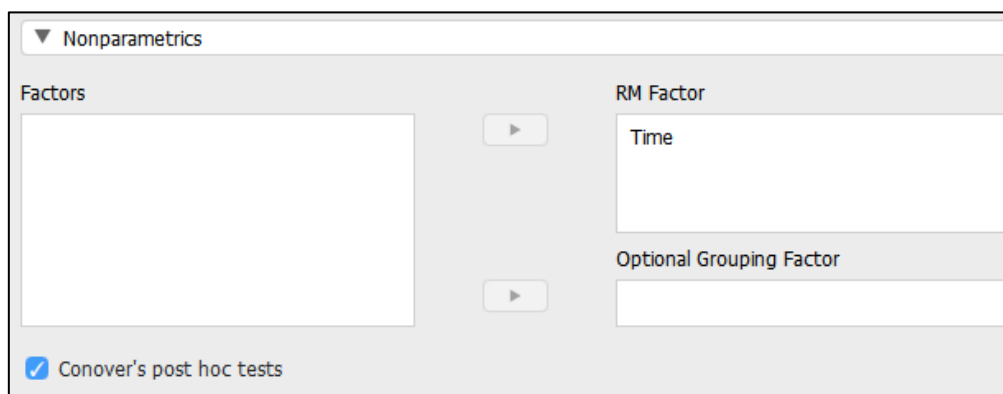 Nonparametrics
Factors
RM Factor
Time
Optional Grouping Factor
Conover's post hoc tests